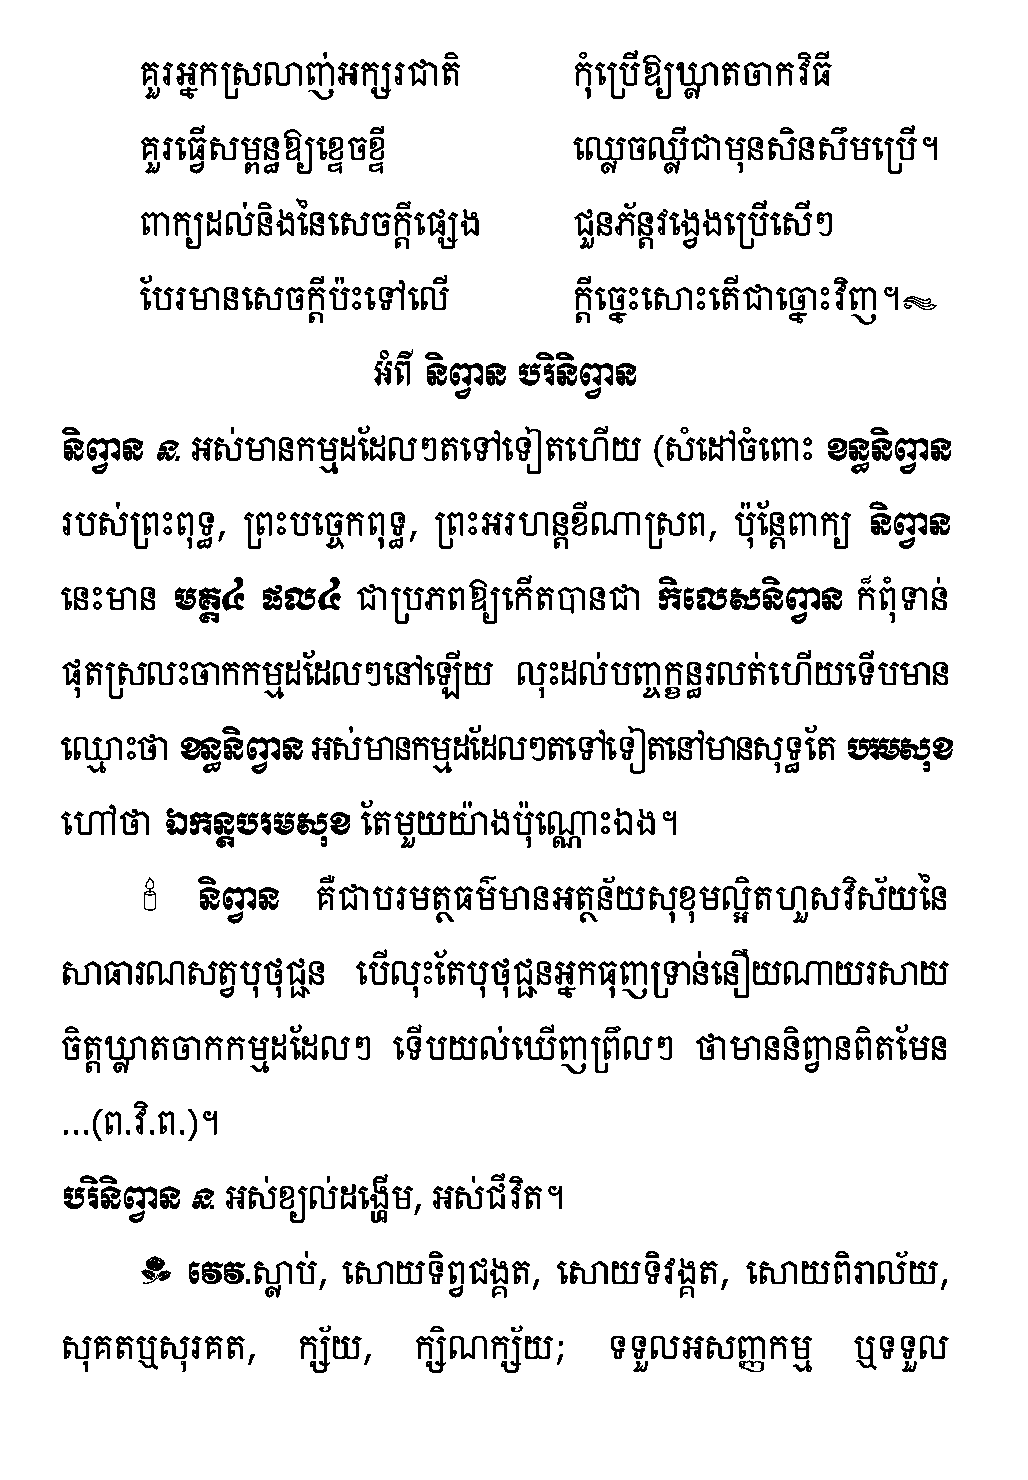 គួរអ្នកស្រលាញ់អក្សរជាតិ កុំប្រើឱ្យឃ្លាតចាកវិធី
គួរធ្វើសម្ពន្ធឱ្យខ្ទេចខ្ទី ឈ្លេចឈ្លីជាមុនសិនសឹមប្រើ។
ពាក្យដល់និងនៃសេចក្ដីផ្សេង ជួនភ័ន្តវង្វេងប្រើសើៗ
បែរមានសេចក្ដីប៉ះទៅលើ ក្ដីច្នេះសោះតើជាច្នោះវិញ។
អំពី និព្វាន បរិនិព្វាន
និព្វាន ន. អស់មានកម្មដដែលៗតទៅទៀតហើយ (សំដៅចំពោះ ខន្ធនិព្វាន
របស់ព្រះពុទ្ធ, ព្រះបច្ចេកពុទ្ធ, ព្រះអរហន្តខីណាស្រព, ប៉ុន្តែពាក្យ និព្វាន
នេះមាន មគ្គ៤ ផល៤ ជាប្រភពឱ្យកើតបានជា កិលេសនិព្វាន ក៏ពុំទាន់
ផុតស្រលះចាកកម្មដដែលៗនៅឡើយ លុះដល់បញ្ចក្ខន្ធរលត់ហើយទើបមាន
ឈ្មោះថា ខន្ធនិព្វាន អស់មានកម្មដដែលៗតទៅទៀតនៅមានសុទ្ធតែ បរមសុខ
ហៅថា ឯកន្តបរមសុខ តែមួយយ៉ាងប៉ុណ្ណោះឯង។
និព្វាន គឺជាបរមត្ថធម៌មានអត្ថន័យសុខុមល្អិតហួសវិស័យនៃ
សាធារណសត្វបុថុជ្ជន បើលុះតែបុថុជ្ជនអ្នកធុញទ្រាន់នឿយណាយរសាយ
ចិត្តឃ្លាតចាកកម្មដដែលៗ ទើបយល់ឃើញព្រឹលៗ ថាមាននិព្វានពិតមែន
...(ព.វិ.ព.)។
បរិនិព្វាន ន. អស់ខ្យល់ដង្ហើម, អស់ជីវិត។
វេវ.ស្លាប់, សោយទិព្វជង្គត, សោយទិវង្គត, សោយពិរាល័យ,
សុគតឬសុរគត, ក្ស័យ, ក្សិណក្ស័យ; ទទួលអសញ្ញកម្ម ឬទទួល